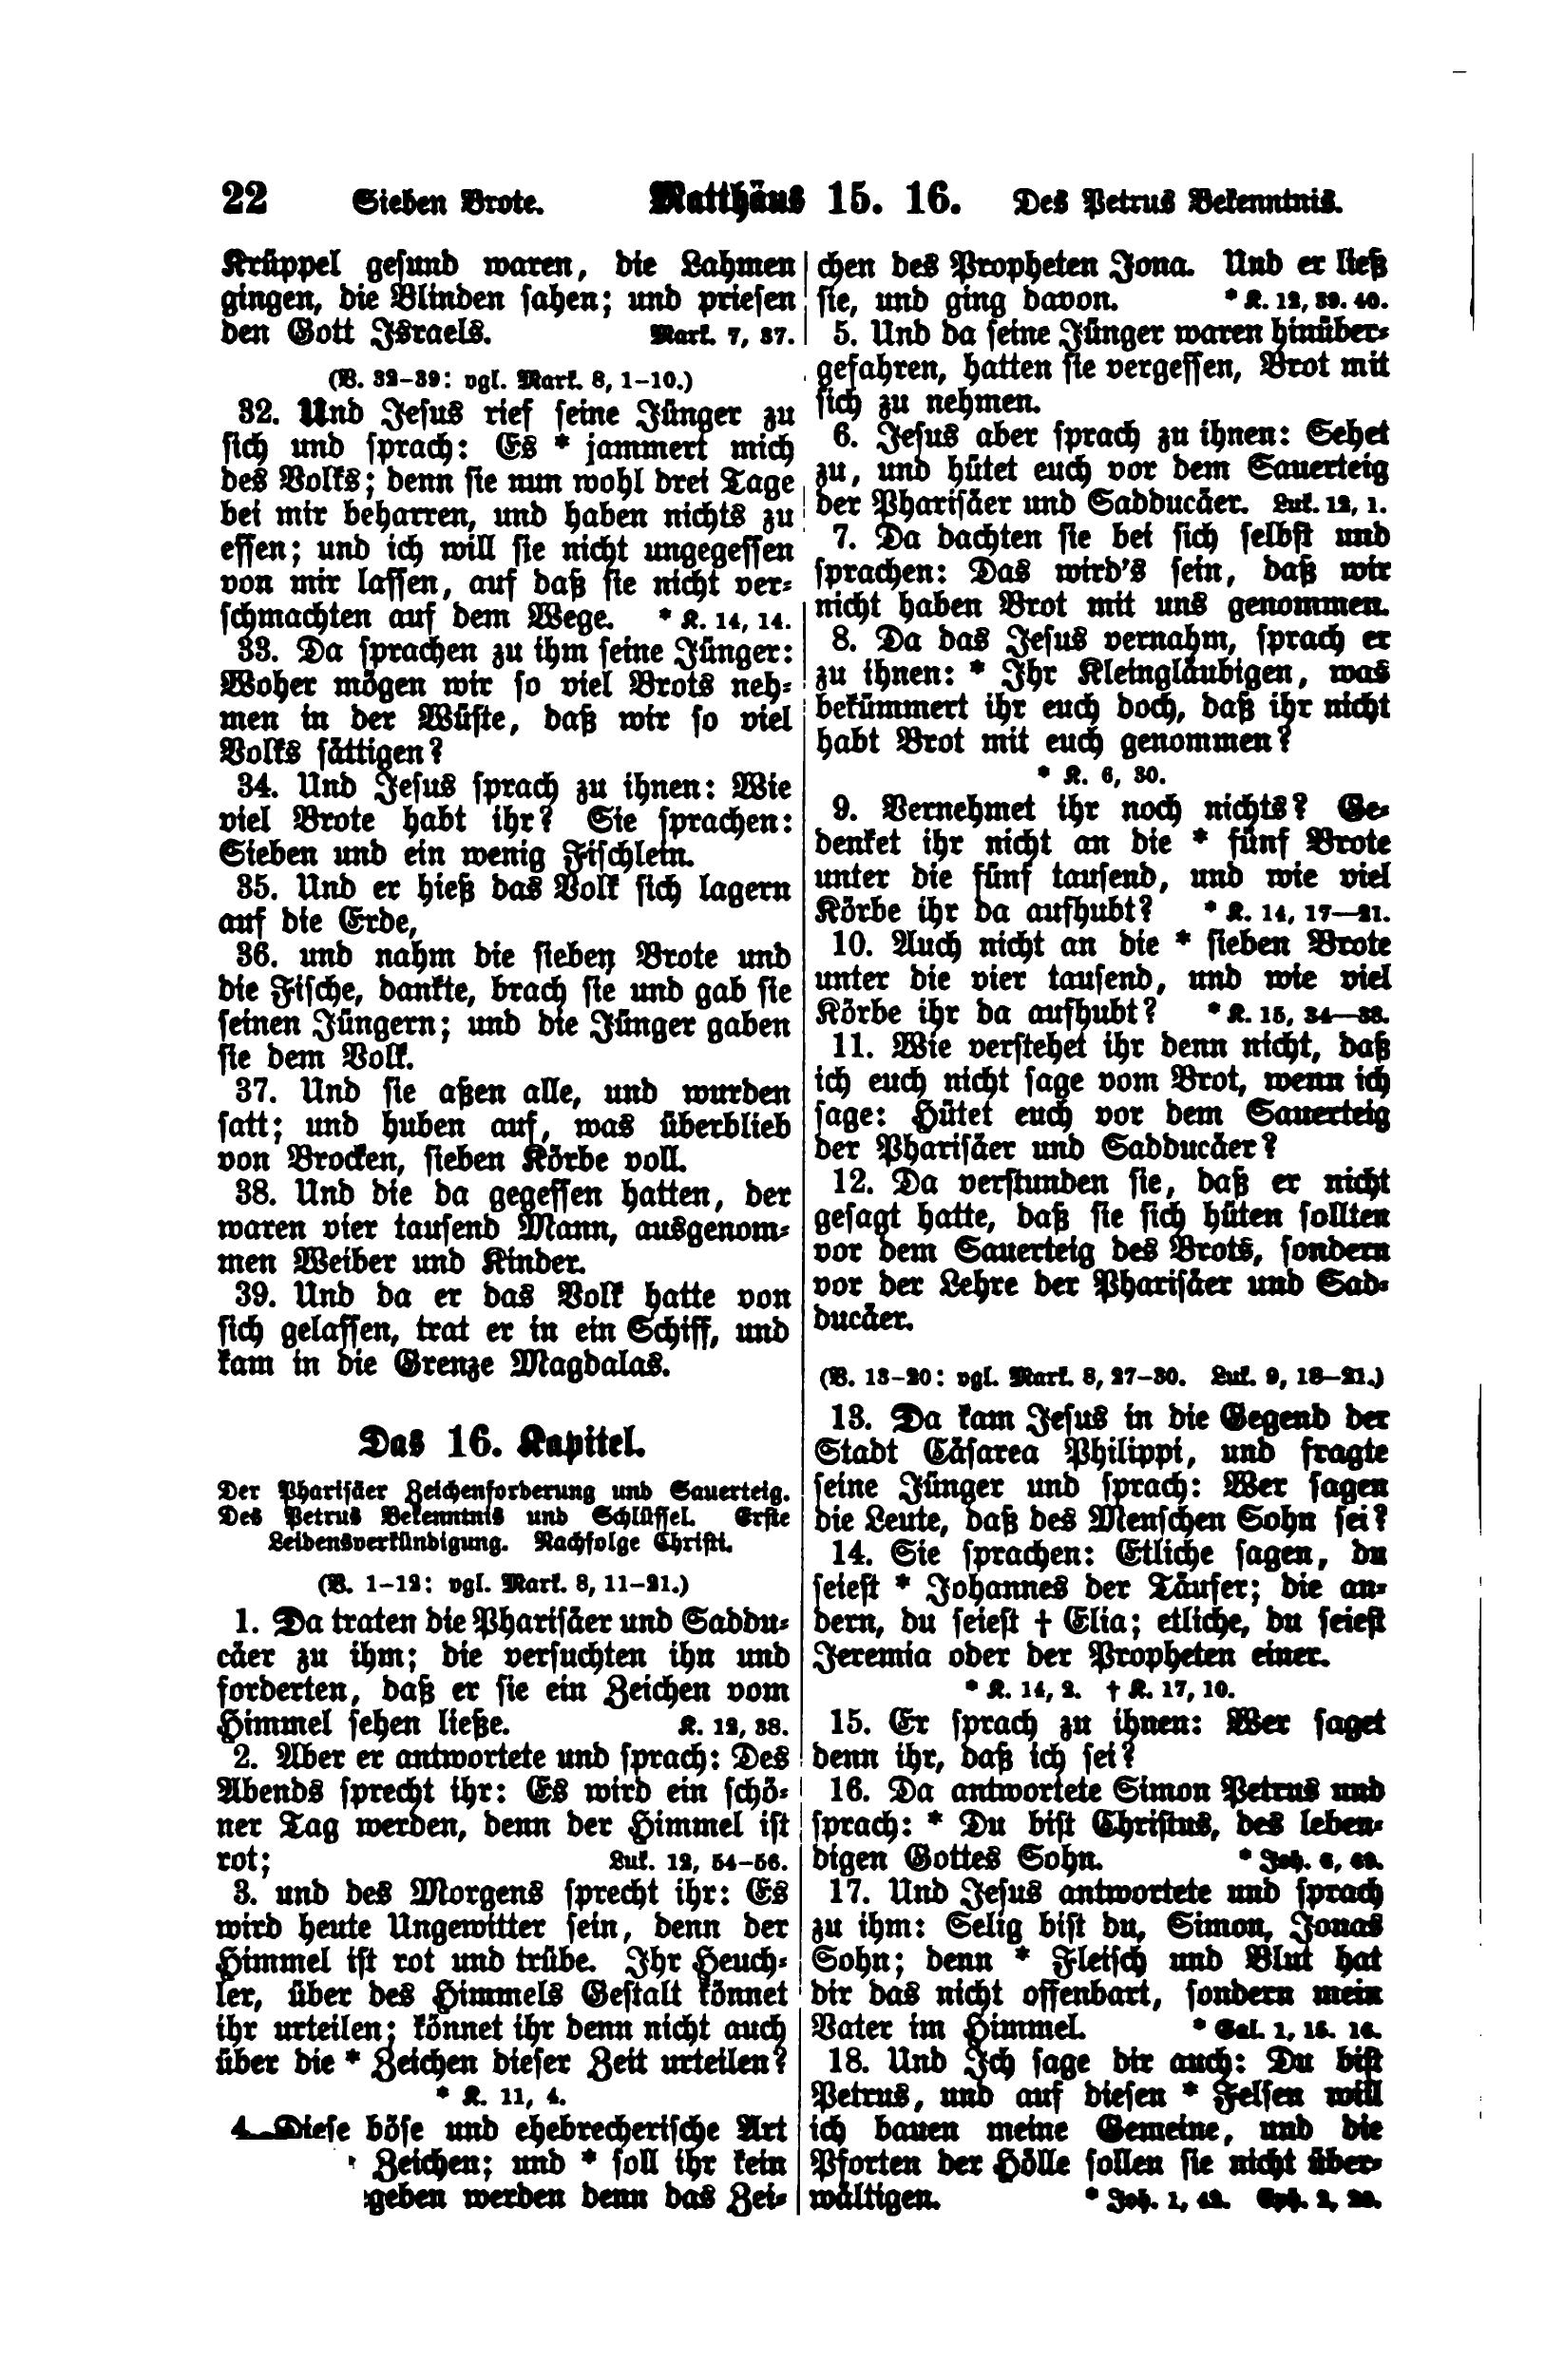 22 Sieben Brote. Matthäus 15. 16. Des Petrus Bekenntnis.
Krüppel gesund waren, die Lahmen
gingen, die Blinden sahen; und priesen
den Gott Israels. Mark. 7, 37.
(V. 32–39: vgl. Mark. 8, 1–10.)
32. Und Jesus rief seine Jünger zu
sich und sprach: Es * jammert mich
des Volks; denn sie nun wohl drei Tage
bei mir beharren, und haben nichts zu
essen; und ich will sie nicht ungegessen
von mir lassen, auf daß sie nicht ver-
schmachten auf dem Wege. * K. 14, 14.
33. Da sprachen zu ihm seine Jünger:
Woher mögen wir so viel Brots neh-
men in der Wüste, daß wir so viel
Volks sättigen?
34. Und Jesus sprach zu ihnen: Wie
viel Brote habt ihr? Sie sprachen:
Sieben und ein wenig Fischlein.
35. Und er hieß das Volk sich lagern
auf die Erde,
36. und nahm die sieben Brote und
die Fische, dankte, brach sie und gab sie
seinen Jüngern; und die Jünger gaben
sie dem Volk.
37. Und sie aßen alle, und wurden
satt; und huben auf, was überblieb
von Brocken, sieben Körbe voll.
38. Und die da gegessen hatten, der
waren vier tausend Mann, ausgenom-
men Weiber und Kinder.
39. Und da er das Volk hatte von
sich gelassen, trat er in ein Schiff, und
kam in die Grenze Magdalas.
Das 16. Kapitel.
Der Pharisäer Zeichenforderung und Sauerteig.
Des Petrus Bekenntnis und Schlüssel. Erste
Leidensverkündigung. Nachfolge Christi.
(V. 1–12: vgl. Mark. 8, 11–21.)
1. Da traten die Pharisäer und Saddu-
cäer zu ihm; die versuchten ihn und
forderten, daß er sie ein Zeichen vom
Himmel sehen ließe. K. 12, 38.
2. Aber er antwortete und sprach: Des
Abends sprecht ihr: Es wird ein schö-
ner Tag werden, denn der Himmel ist
rot; Luk. 12, 54–56.
3. und des Morgens sprecht ihr: Es
wird heute Ungewitter sein, denn der
Himmel ist rot und trübe. Ihr Heuch-
ler, über des Himmels Gestalt könnet
ihr urteilen; könnet ihr denn nicht auch
über die * Zeichen dieser Zeit urteilen?
* K. 11, 4.
4. Diese böse und ehebrecherische Art
Zeichen; und * soll ihr kein
geben werden denn das Zei-
chen des Propheten Jona. Und er ließ
sie, und ging davon. * K. 12, 39. 40.
5. Und da seine Jünger waren hinüber-
gefahren, hatten sie vergessen, Brot mit
sich zu nehmen.
6. Jesus aber sprach zu ihnen: Sehet
zu, und hütet euch vor dem Sauerteig
der Pharisäer und Sadducäer. Luk. 12, 1.
7. Da dachten sie bei sich selbst und
sprachen: Das wird's sein, daß wir
nicht haben Brot mit uns genommen.
8. Da das Jesus vernahm, sprach er
zu ihnen: * Ihr Kleingläubigen, was
bekümmert ihr euch doch, daß ihr nicht
habt Brot mit euch genommen?
* K. 6, 30.
9. Vernehmet ihr noch nichts? Ge-
denket ihr nicht an die * fünf Brote
unter die fünf tausend, und wie viel
Körbe ihr da aufhubt? * K. 14, 17—21.
10. Auch nicht an die * sieben Brote
unter die vier tausend, und wie viel
Körbe ihr da aufhubt? * K. 15, 34—38.
11. Wie verstehet ihr denn nicht, daß
ich euch nicht sage vom Brot, wenn ich
sage: Hütet euch vor dem Sauerteig
der Pharisäer und Sadducäer?
12. Da verstunden sie, daß er nicht
gesagt hatte, daß sie sich hüten sollten
vor dem Sauerteig des Brots, sondern
vor der Lehre der Pharisäer und Sad-
ducäer.
(V. 13–20: vgl. Mark. 8, 27–30. Luk. 9, 18–21.)
13. Da kam Jesus in die Gegend der
Stadt Cäsarea Philippi, und fragte
seine Jünger und sprach: Wer sagen
die Leute, daß des Menschen Sohn sei?
14. Sie sprachen: Etliche sagen, du
seiest * Johannes der Täufer; die an-
dern, du seiest † Elia; etliche, du seiest
Jeremia oder der Propheten einer.
* K. 14, 2. † K. 17, 10.
15. Er sprach zu ihnen: Wer saget
denn ihr, daß ich sei?
16. Da antwortete Simon Petrus und
sprach: * Du bist Christus, des leben-
digen Gottes Sohn. * Joh. 6, 69.
17. Und Jesus antwortete und sprach
zu ihm: Selig bist du, Simon, Jonas
Sohn; denn * Fleisch und Blut hat
dir das nicht offenbart, sondern mein
Vater im Himmel. * Gal. 1, 15. 16.
18. Und Ich sage dir auch: Du bist
Petrus, und auf diesen * Felsen will
ich bauen meine Gemeine, und die
Pforten der Hölle sollen sie nicht über-
wältigen. * Joh. 1, 42. Eph. 2, 20.